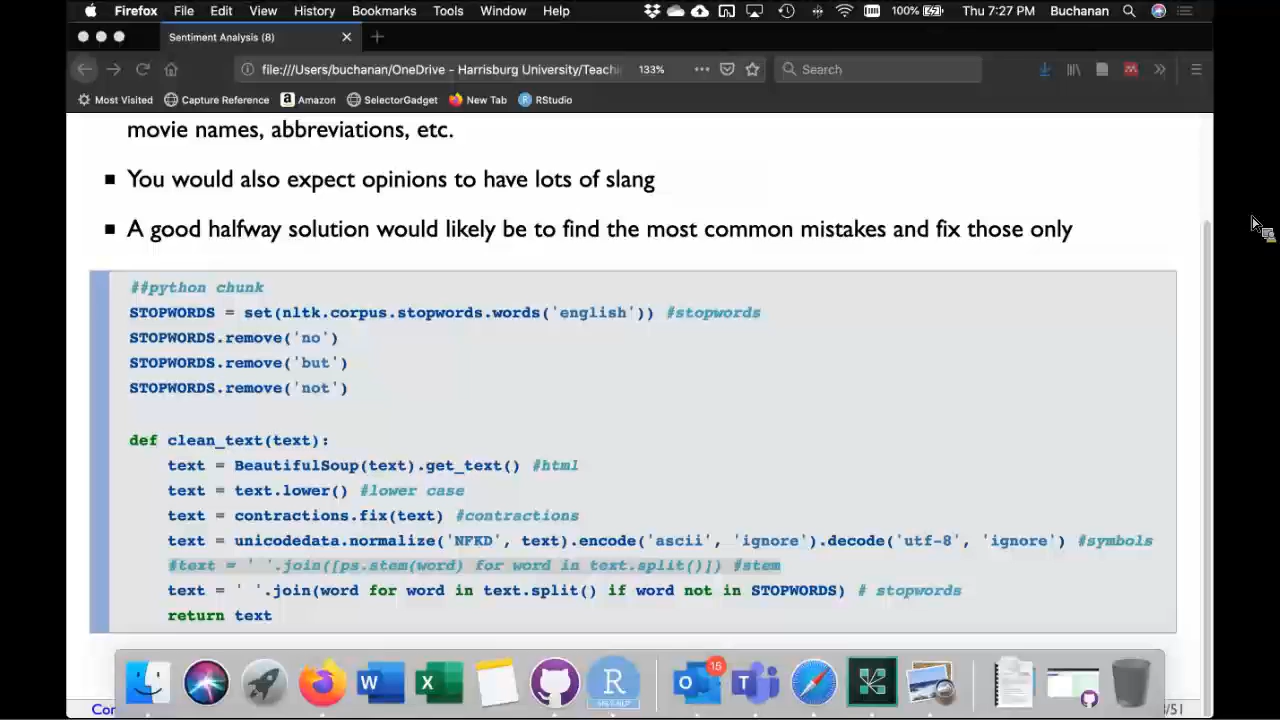 Firefox File Edit View History Bookmarks Tools Window Help 100% Thu 7:27 PM Buchanan
Sentiment Analysis (8)
file:///Users/buchanan/OneDrive – Harrisburg University/Teachi 133% Search
Most Visited Capture Reference Amazon SelectorGadget New Tab RStudio
movie names, abbreviations, etc.
You would also expect opinions to have lots of slang
A good halfway solution would likely be to find the most common mistakes and fix those only
##python chunk
STOPWORDS = set(nltk.corpus.stopwords.words('english')) #stopwords
STOPWORDS.remove('no')
STOPWORDS.remove('but')
STOPWORDS.remove('not')
def clean_text(text):
text = BeautifulSoup(text).get_text() #html
text = text.lower() #lower case
text = contractions.fix(text) #contractions
text = unicodedata.normalize('NFKD', text).encode('ascii', 'ignore').decode('utf-8', 'ignore') #symbols
#text = ' '.join([ps.stem(word) for word in text.split()]) #stem
text = ' '.join(word for word in text.split() if word not in STOPWORDS) # stopwords
return text
W X R O 15 T
Cor /51